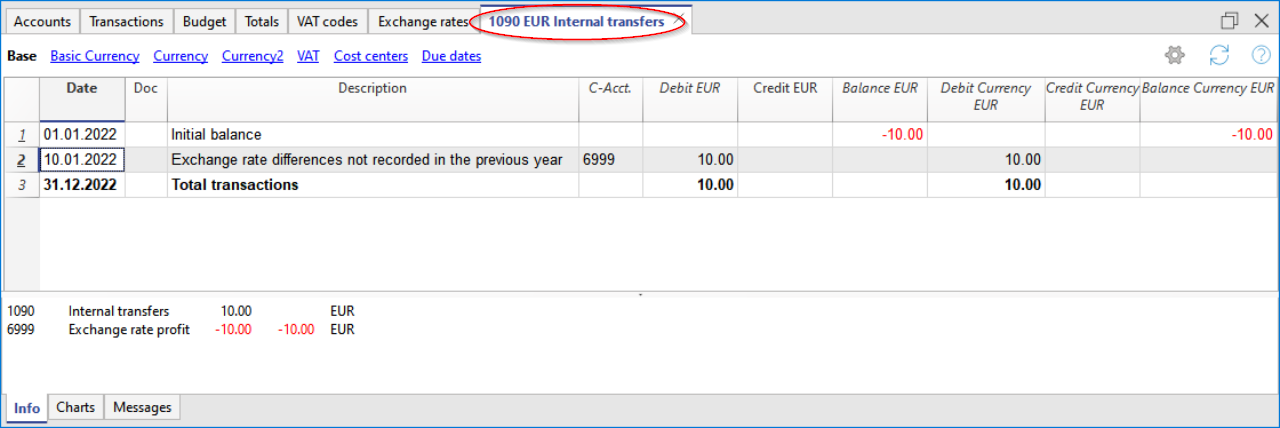 Accounts Transactions Budget Totals VAT codes Exchange rates 1090 EUR Internal transfers
Base Basic Currency Currency Currency2 VAT Cost centers Due dates
Date Doc Description C-Acct. Debit EUR Credit EUR Balance EUR Debit Currency EUR Credit Currency EUR Balance Currency EUR
1 01.01.2022 Initial balance -10.00 -10.00
2 10.01.2022 Exchange rate differences not recorded in the previous year 6999 10.00 10.00
3 31.12.2022 Total transactions 10.00 10.00
1090 Internal transfers 10.00 EUR
6999 Exchange rate profit -10.00 -10.00 EUR
Info Charts Messages